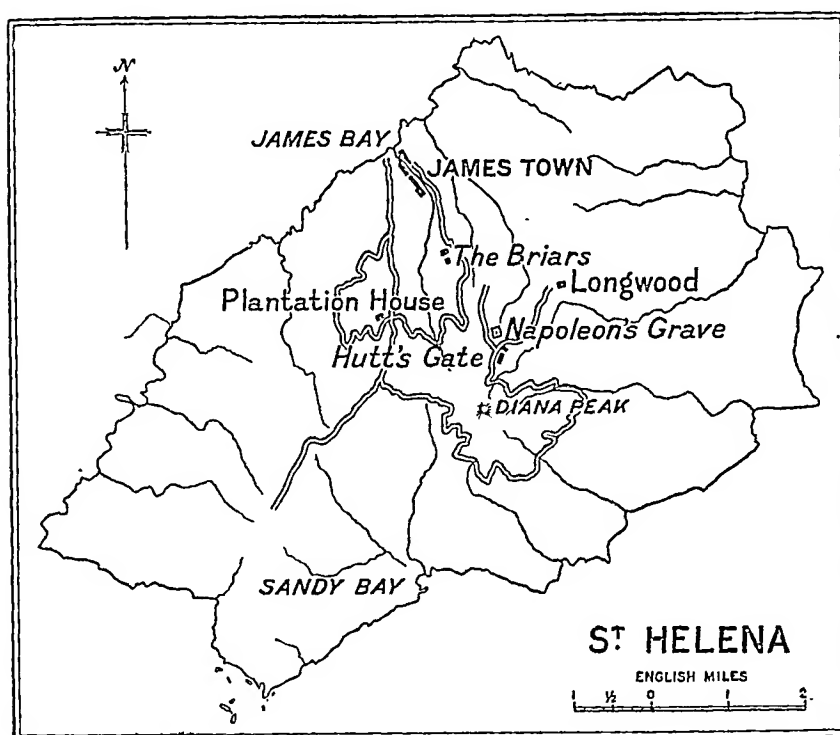 N
JAMES BAY
JAMES TOWN
The Briars
Longwood
Plantation House
Napoleon's Grave
Hutt's Gate
DIANA PEAK
SANDY BAY
ST HELENA
ENGLISH MILES
1 ½ 0 1 2